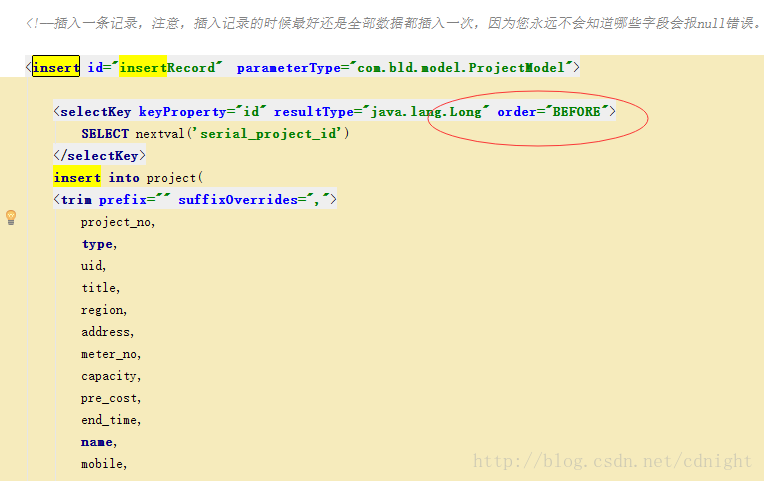 <!--插入一条记录，注意，插入记录的时候最好还是全部数据都插入一次，因为您永远不会知道哪些字段会报null错误。
<insert id="insertRecord" parameterType="com.bld.model.ProjectModel">
<selectKey keyProperty="id" resultType="java.lang.Long" order="BEFORE">
SELECT nextval('serial_project_id')
</selectKey>
insert into project(
<trim prefix="" suffixOverrides=",">
project_no,
type,
uid,
title,
region,
address,
meter_no,
capacity,
pre_cost,
end_time,
name,
mobile,
http://blog.csdn.net/cdnight